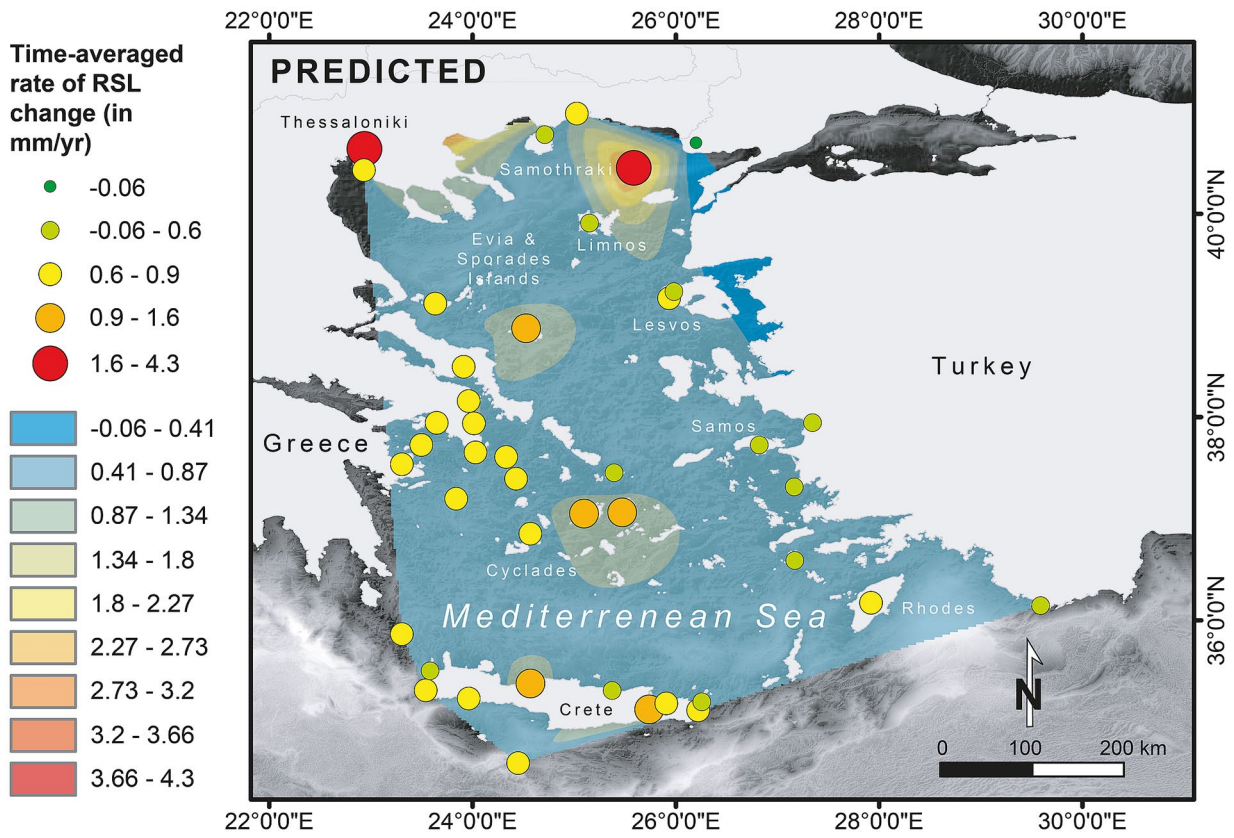 22°0'0"E 24°0'0"E 26°0'0"E 28°0'0"E 30°0'0"E
Time-averaged
rate of RSL
change (in
mm/yr)
-0.06
-0.06 - 0.6
0.6 - 0.9
0.9 - 1.6
1.6 - 4.3
-0.06 - 0.41
0.41 - 0.87
0.87 - 1.34
1.34 - 1.8
1.8 - 2.27
2.27 - 2.73
2.73 - 3.2
3.2 - 3.66
3.66 - 4.3
PREDICTED
Thessaloniki
Samothraki
Limnos
Evia &
Sporades
Islands
Lesvos
Turkey
Samos
Greece
Cyclades
Mediterrenean Sea
Rhodes
Crete
N
0 100 200 km
40°0'0"N
38°0'0"N
36°0'0"N
22°0'0"E 24°0'0"E 26°0'0"E 28°0'0"E 30°0'0"E